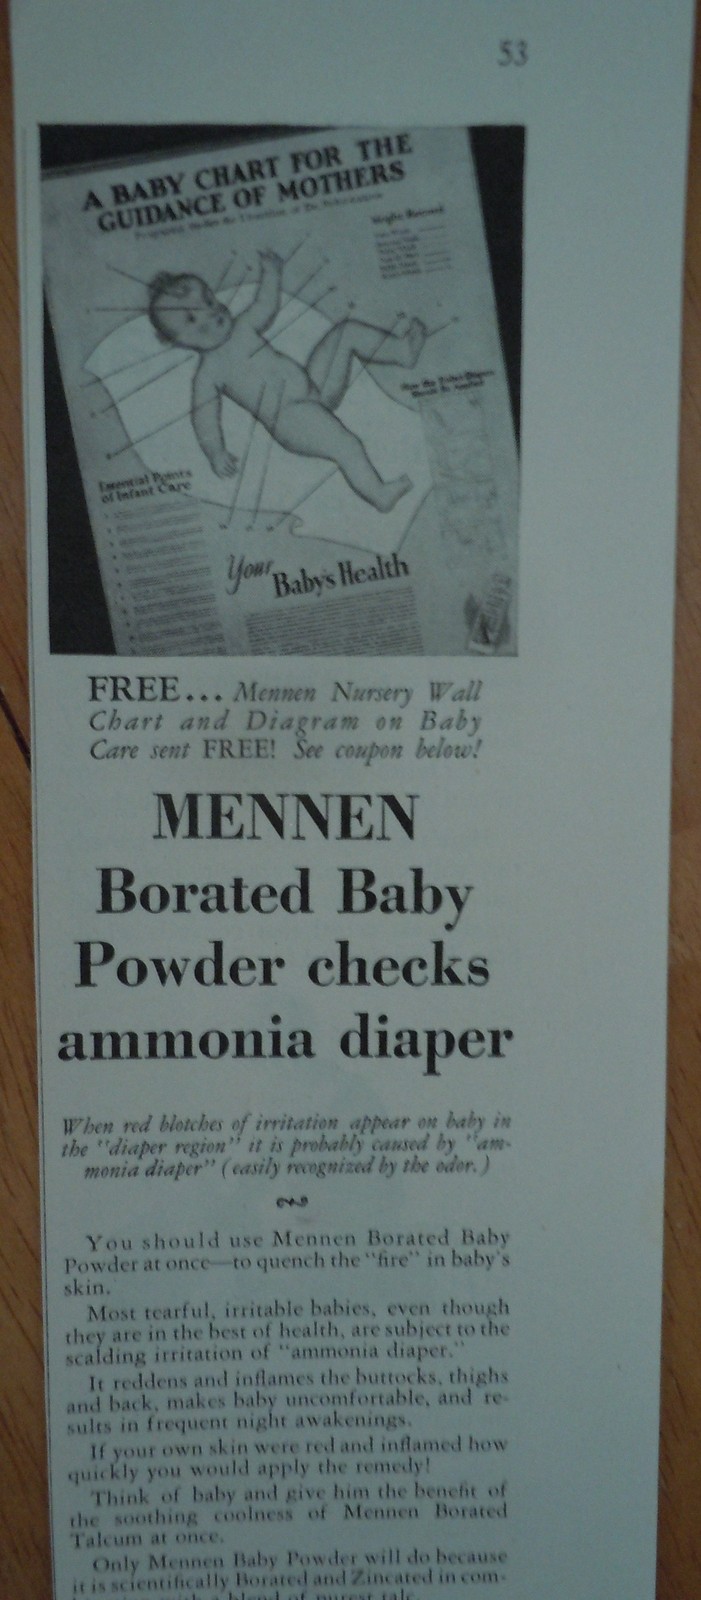 53
A BABY CHART FOR THE
GUIDANCE OF MOTHERS
Weight Record
Essential Points
of Infant Care
Your
Baby's Health
FREE... Mennen Nursery Wall
Chart and Diagram on Baby
Care sent FREE! See coupon below!
MENNEN
Borated Baby
Powder checks
ammonia diaper
When red blotches of irritation appear on baby in
the "diaper region" it is probably caused by "am-
monia diaper" (easily recognized by the odor.)
You should use Mennen Borated Baby
Powder at once—to quench the "fire" in baby's
skin.
Most tearful, irritable babies, even though
they are in the best of health, are subject to the
scalding irritation of "ammonia diaper."
It reddens and inflames the buttocks, thighs
and back, makes baby uncomfortable, and re-
sults in frequent night awakenings.
If your own skin were red and inflamed how
quickly you would apply the remedy!
Think of baby and give him the benefit of
the soothing coolness of Mennen Borated
Talcum at once.
Only Mennen Baby Powder will do because
it is scientifically Borated and Zincated in com-
with a blend of purest talc